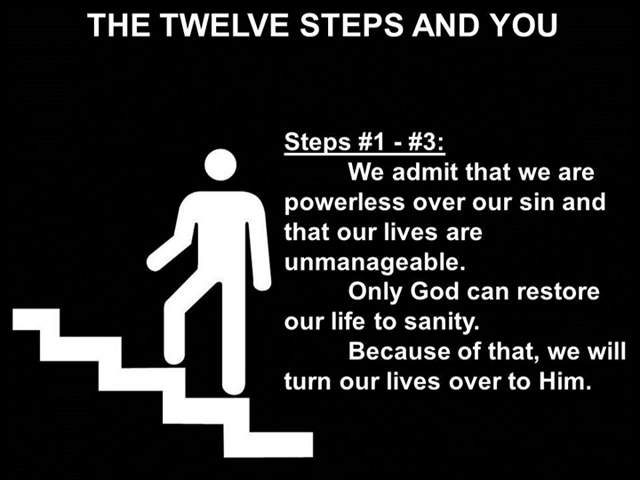 THE TWELVE STEPS AND YOU
Steps #1 - #3:
We admit that we are
powerless over our sin and
that our lives are
unmanageable.
Only God can restore
our life to sanity.
Because of that, we will
turn our lives over to Him.